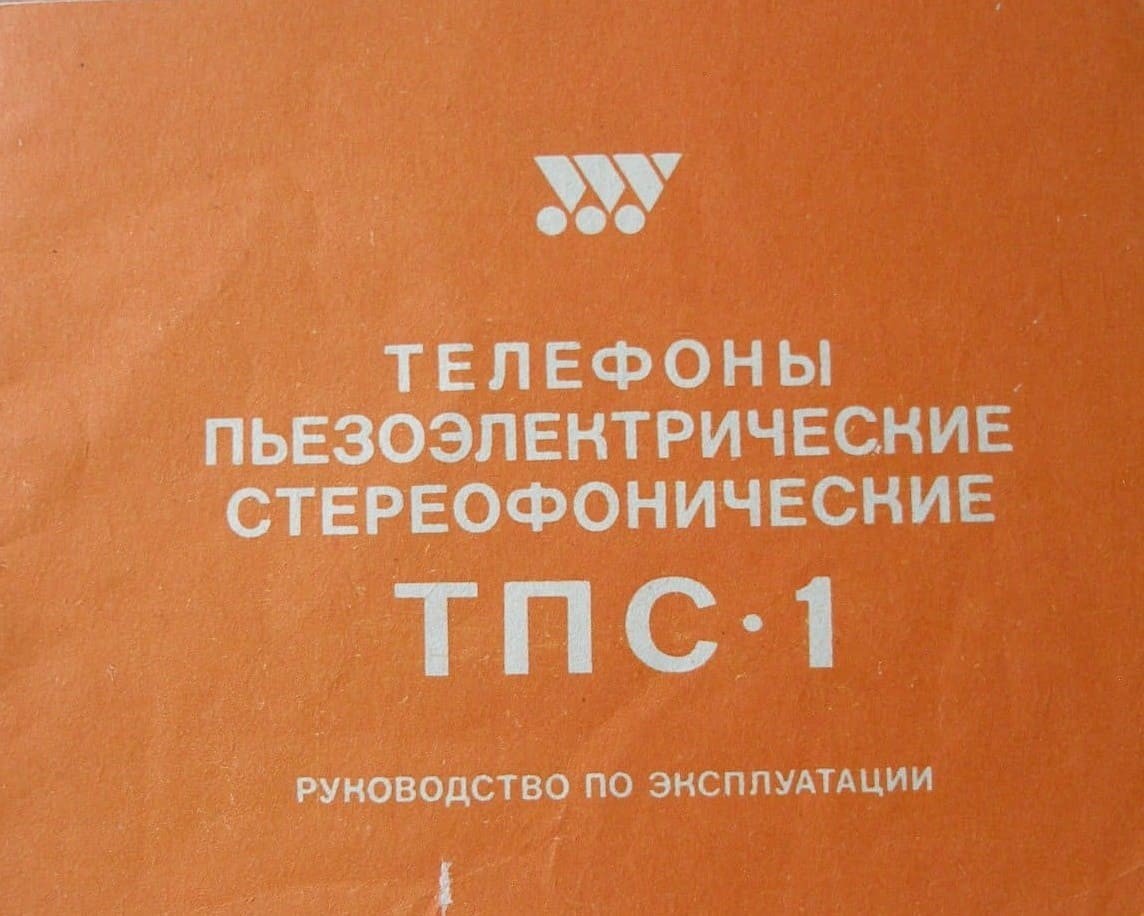 ТЕЛЕФОНЫ
ПЬЕЗОЭЛЕКТРИЧЕСКИЕ
СТЕРЕОФОНИЧЕСКИЕ
ТПС·1
РУКОВОДСТВО ПО ЭКСПЛУАТАЦИИ